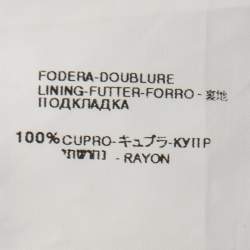 FODERA-DOUBLURE
LINING-FUTTER-FORRO - 裏地
ПОДКЛАДКА
100% CUPRO-キュプラ-КУПР
- RAYON